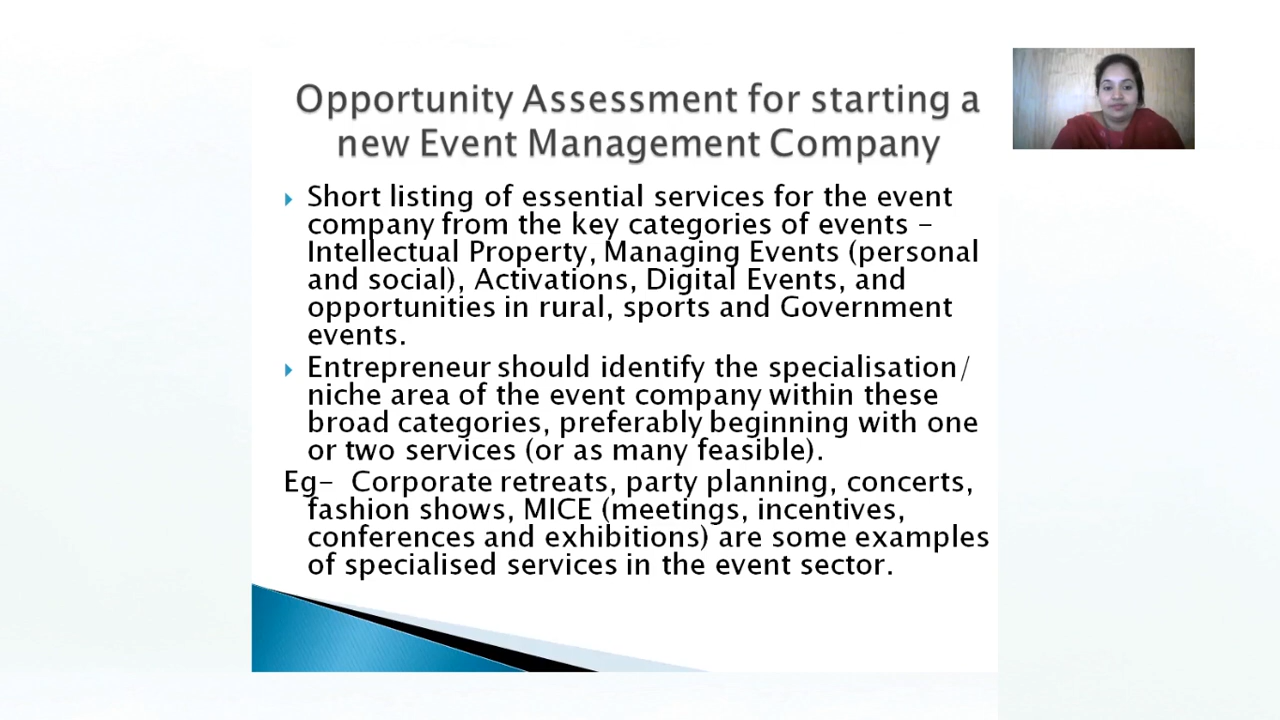 Opportunity Assessment for starting a
new Event Management Company
Short listing of essential services for the event
company from the key categories of events –
Intellectual Property, Managing Events (personal
and social), Activations, Digital Events, and
opportunities in rural, sports and Government
events.
Entrepreneur should identify the specialisation/
niche area of the event company within these
broad categories, preferably beginning with one
or two services (or as many feasible).
Eg– Corporate retreats, party planning, concerts,
fashion shows, MICE (meetings, incentives,
conferences and exhibitions) are some examples
of specialised services in the event sector.